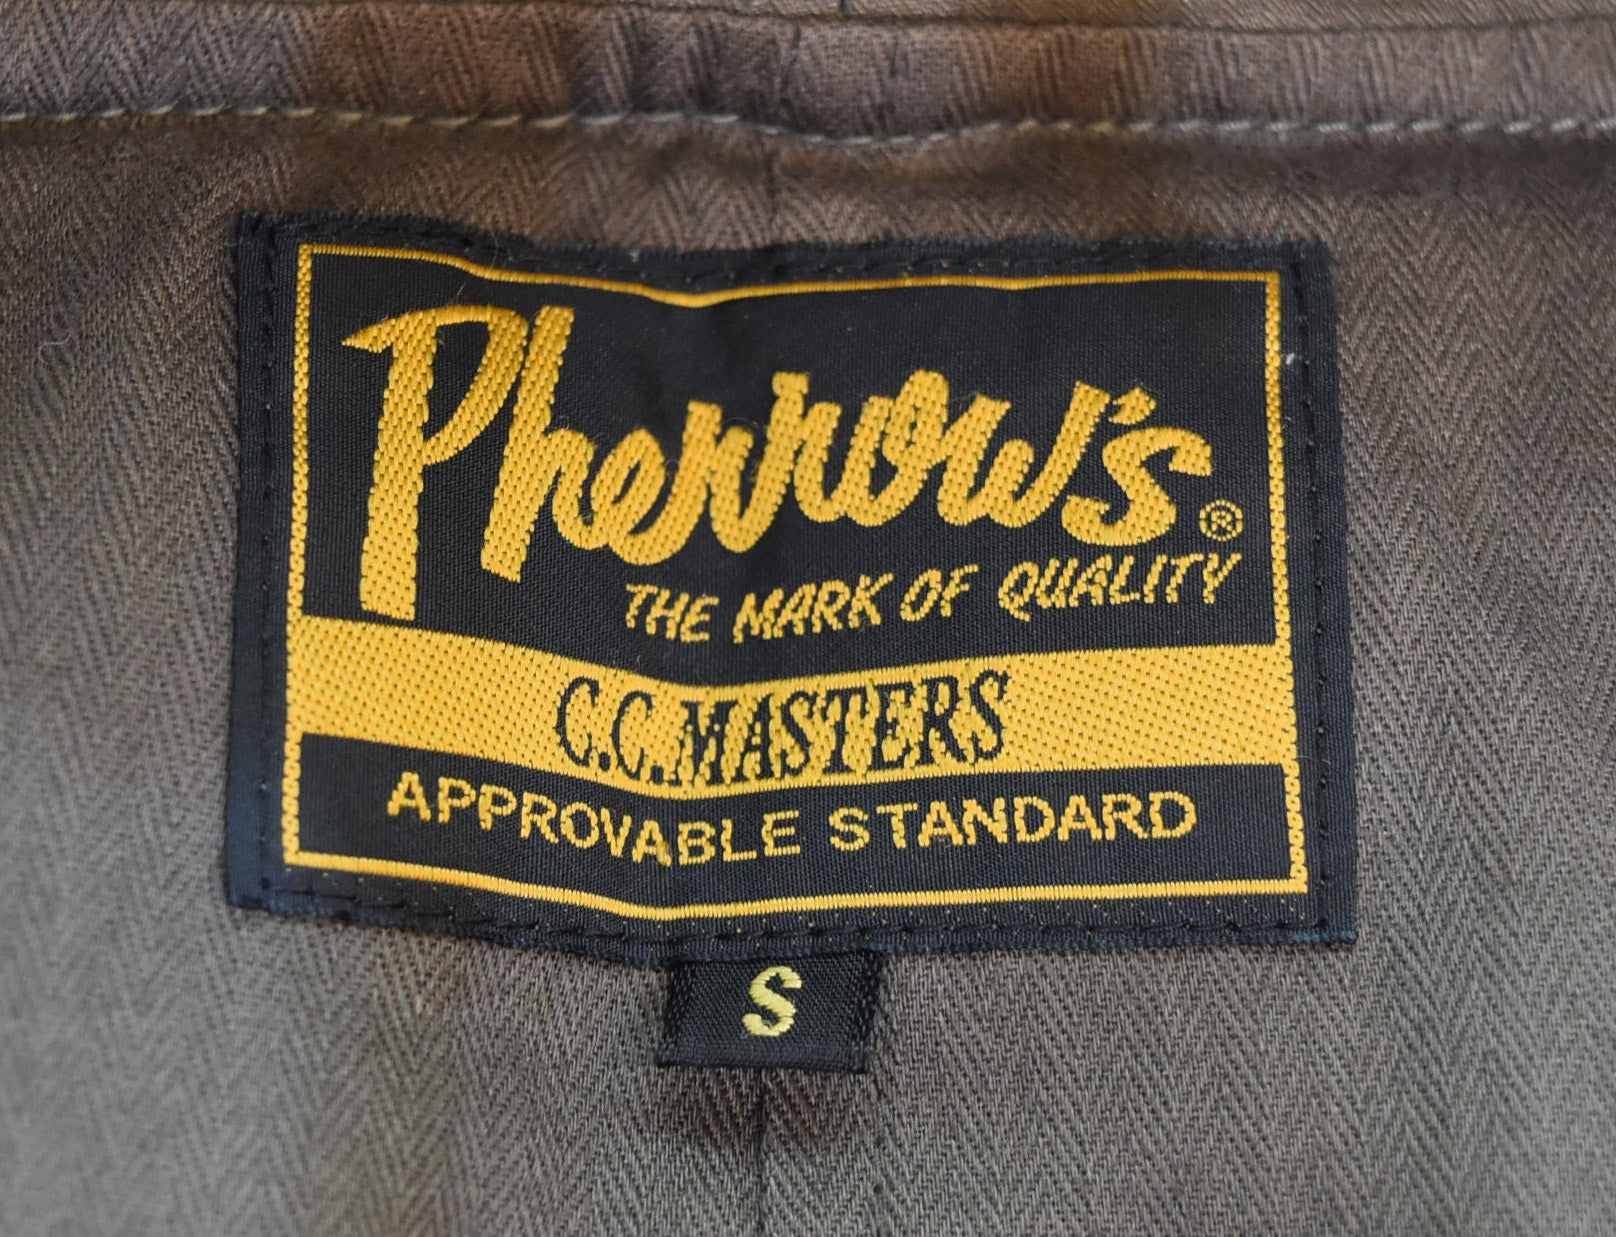 Pherrow's ®
THE MARK OF QUALITY
C.C.MASTERS
APPROVABLE STANDARD
S